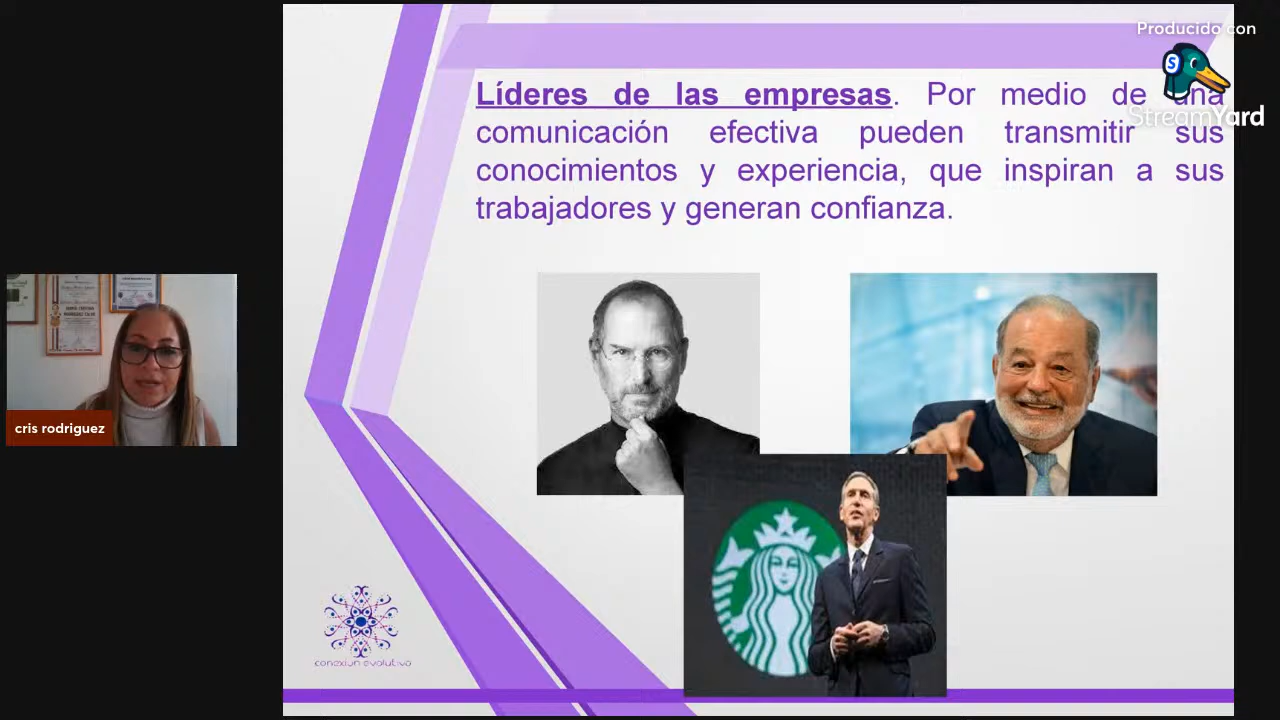 Producido con
StreamYard
Líderes de las empresas. Por medio de una
comunicación efectiva pueden transmitir sus
conocimientos y experiencia, que inspiran a sus
trabajadores y generan confianza.
cris rodriguez
conexiun evolutiva